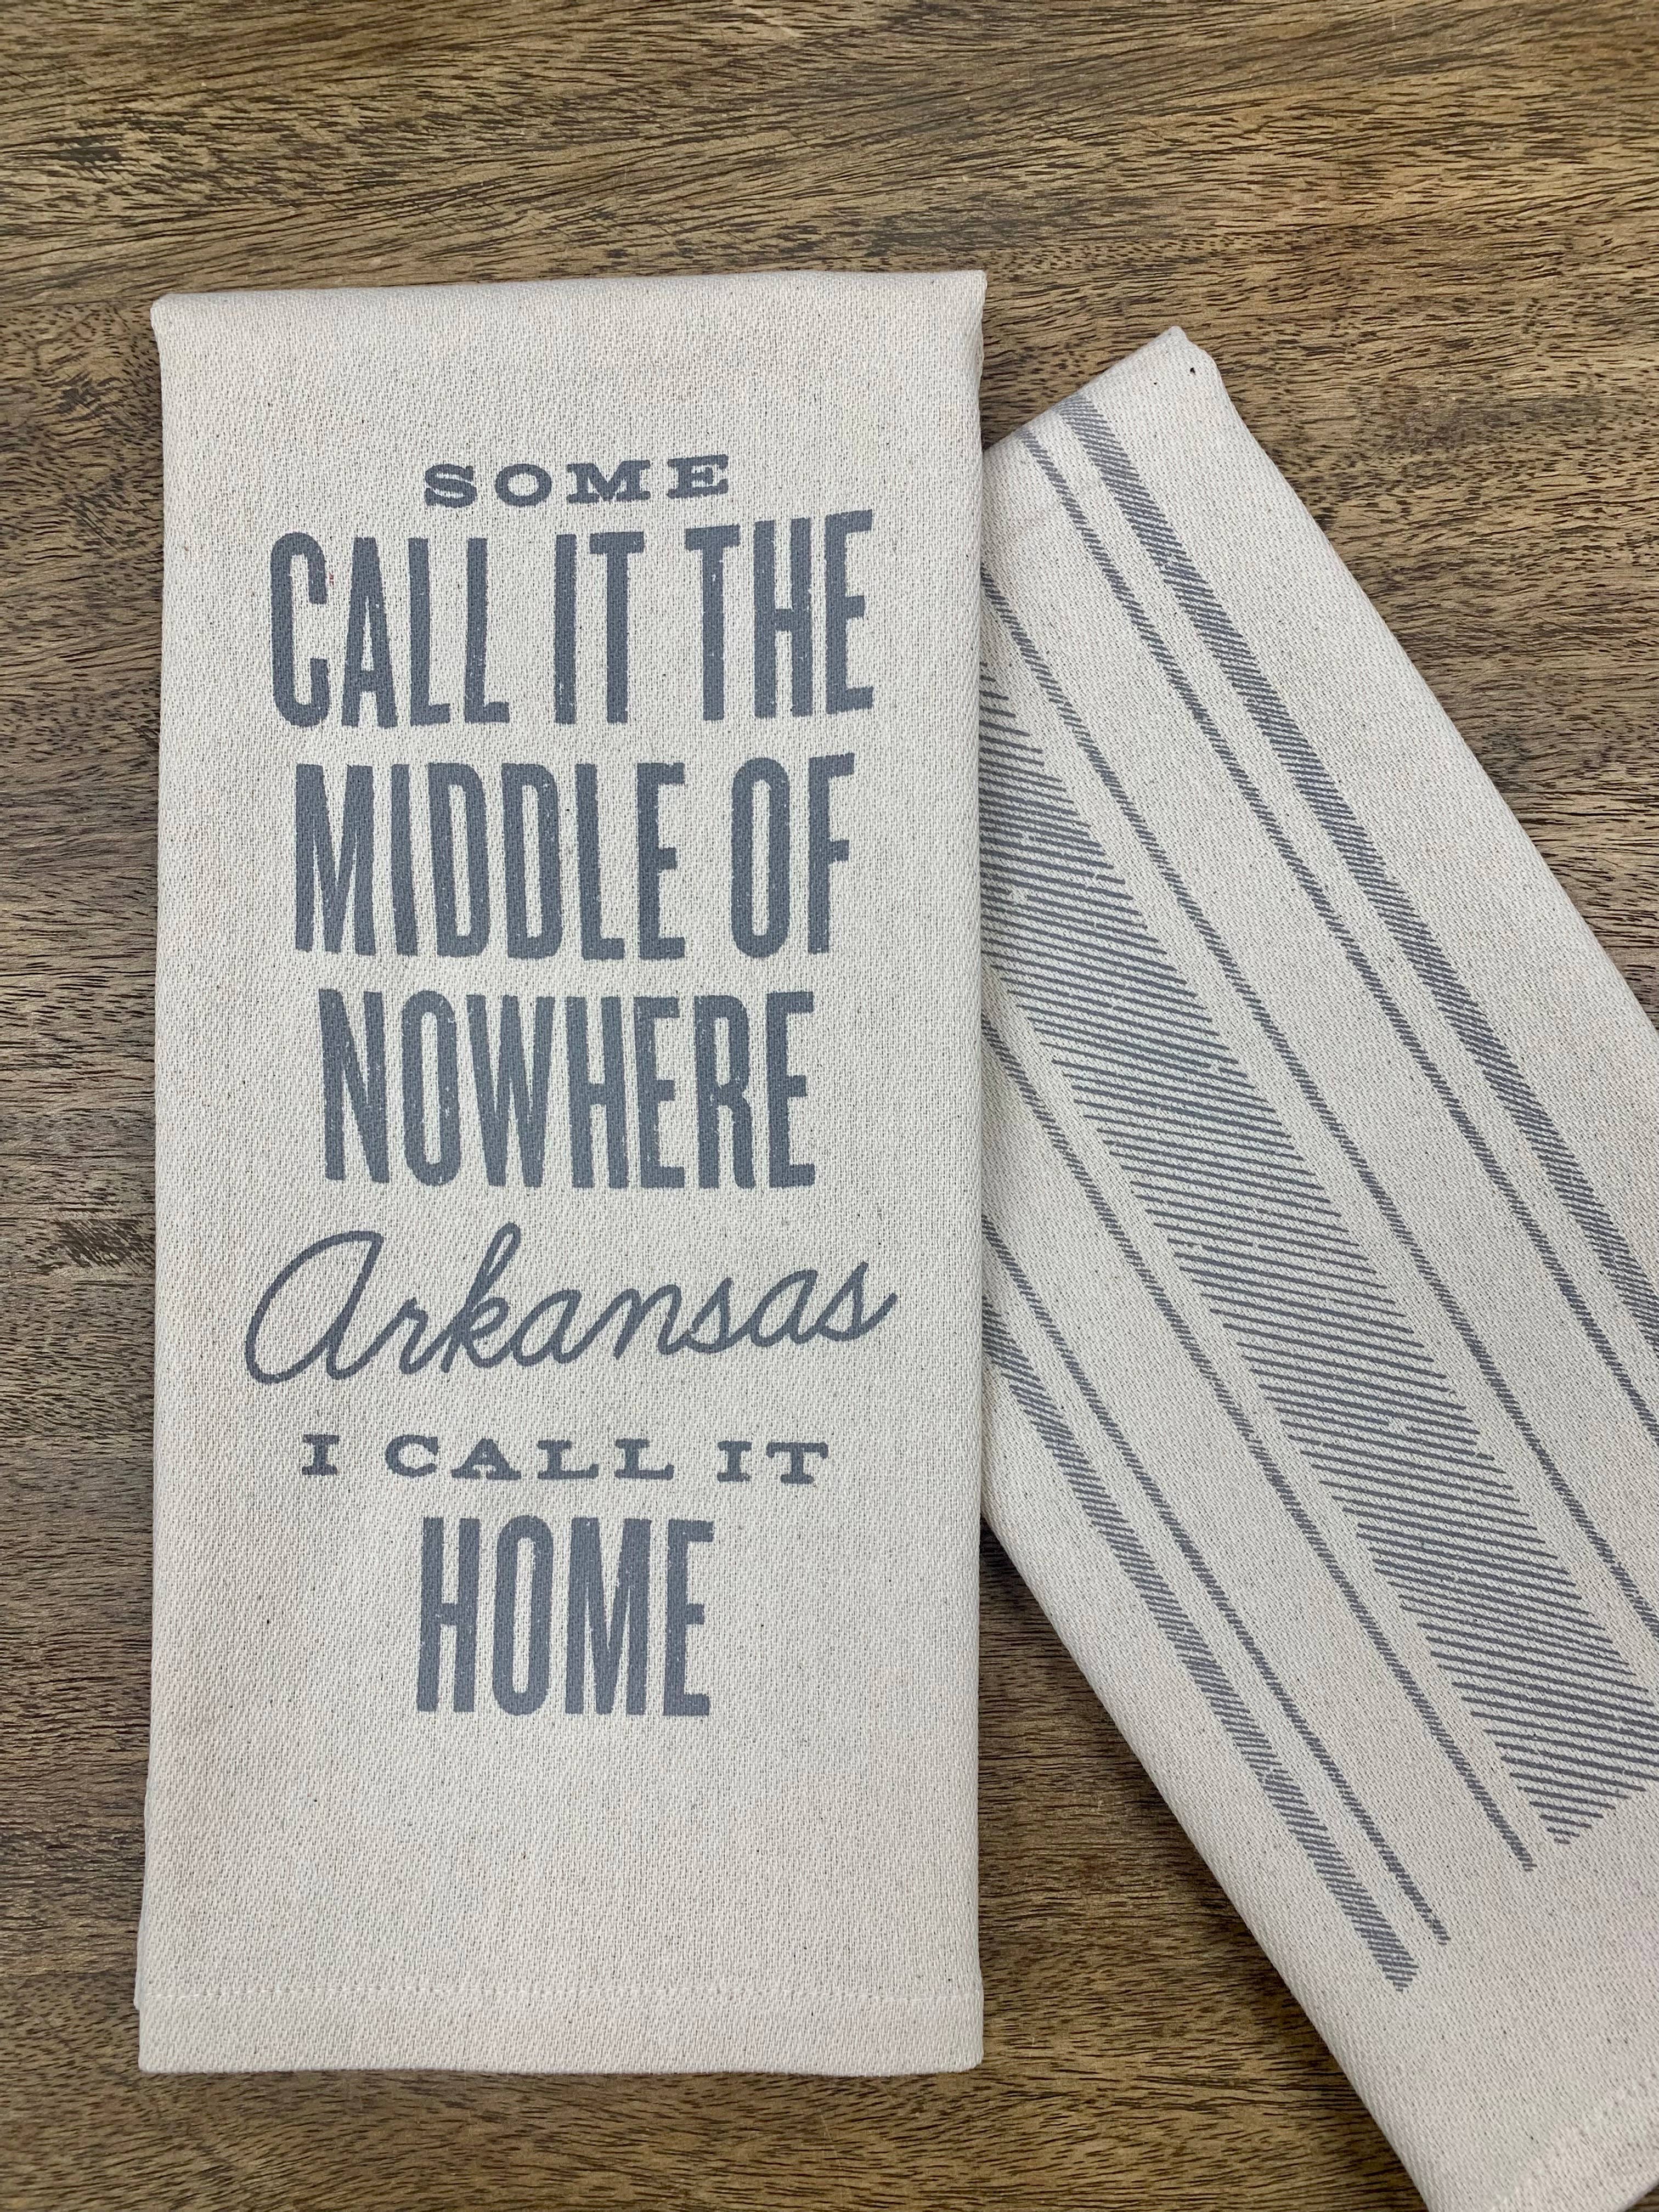 SOME
CALL IT THE
MIDDLE OF
NOWHERE
Arkansas
I CALL IT
HOME